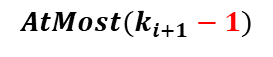 AtMost(k_{i+1} − 1)